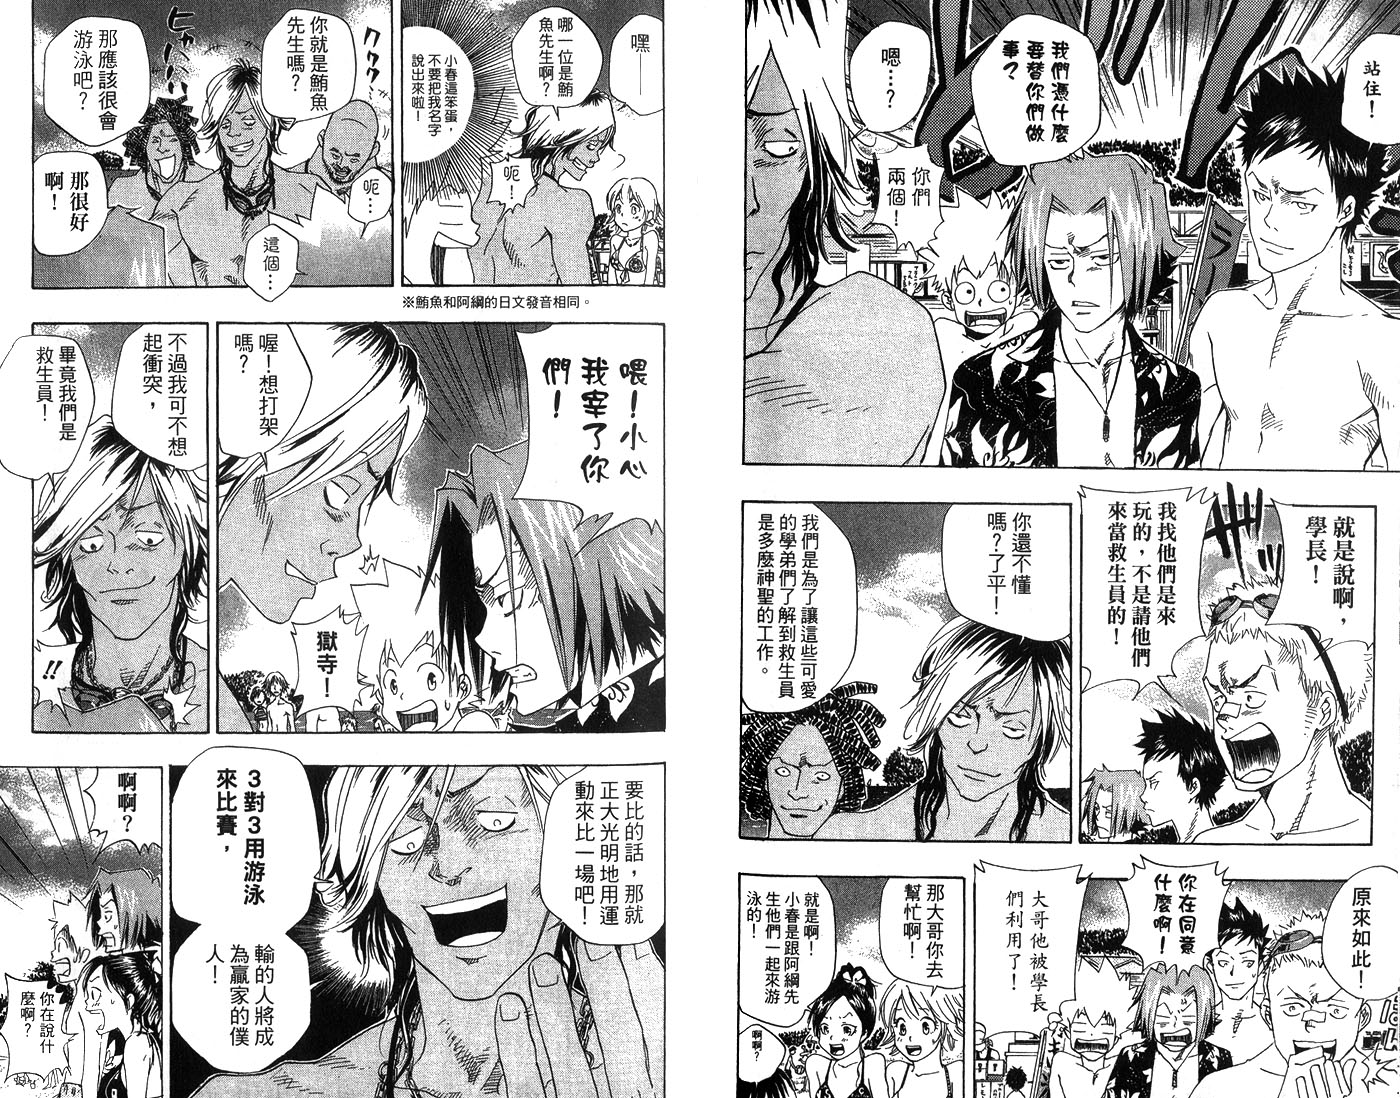 站住！
我們憑什麼
要替你們做
事？
嗯…？
你們
兩個！
就是說啊，
學長！
我找他們是來
玩的，不是請他們
來當救生員的！
你還不懂
嗎？了平！
我們是為了讓這些可愛
的學弟們了解到救生員
是多麼神聖的工作。
原來如此！
你在同意
什麼啊！
大哥他被學長
們利用了！
那大哥你去
幫忙啊！
就是啊！
小春是跟阿綱先
生他們一起來游
泳的！
啊啊？
嘿…
哪一位是鮪
魚先生啊？
小春這笨蛋，
不要把我名字
說出來啦！
呃！
※鮪魚和阿綱的日文發音相同。
ククク…
你就是鮪魚
先生嗎？
呃…
ヒャヒャ
那應該很會
游泳吧？
這個…
那很好
啊！
喂！小心
我宰了你
們！
喔！想打架
嗎？
獄寺！
不過我可不想
起衝突，
畢竟我們是
救生員！
!!
要比的話，那就
正大光明地用運
動來比一場吧！
3對3用游泳
來比賽，
輸的人將成
為贏家的僕
人！
啊啊？
你在說什
麼啊？